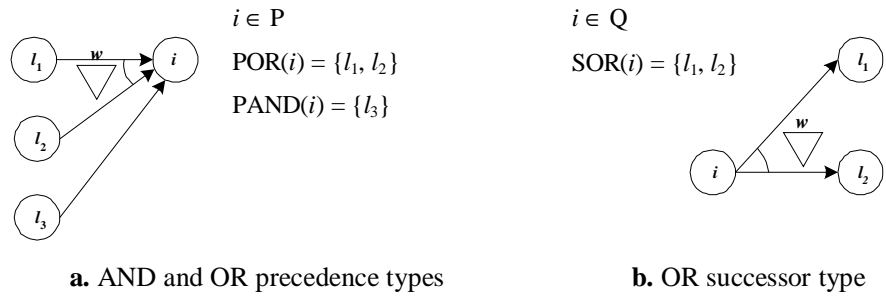 l1
w
i
l2
l3
i ∈ P
POR(i) = {l1, l2}
PAND(i) = {l3}
i ∈ Q
SOR(i) = {l1, l2}
l1
w
i
l2
a. AND and OR precedence types
b. OR successor type